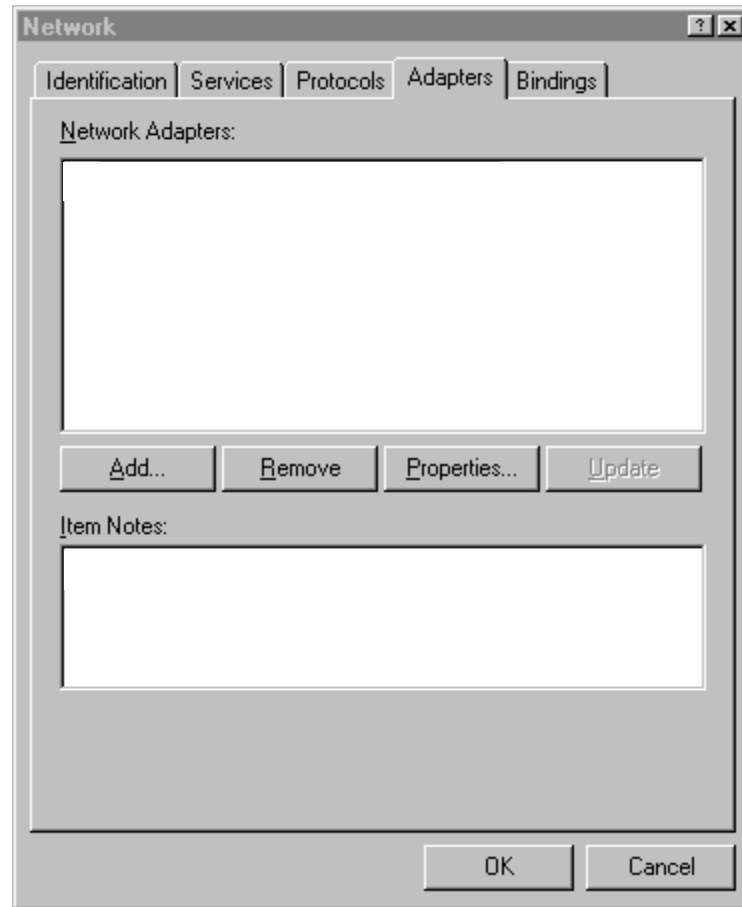 Network
Identification Services Protocols Adapters Bindings
Network Adapters:
Add... Remove Properties... Update
Item Notes:
OK Cancel